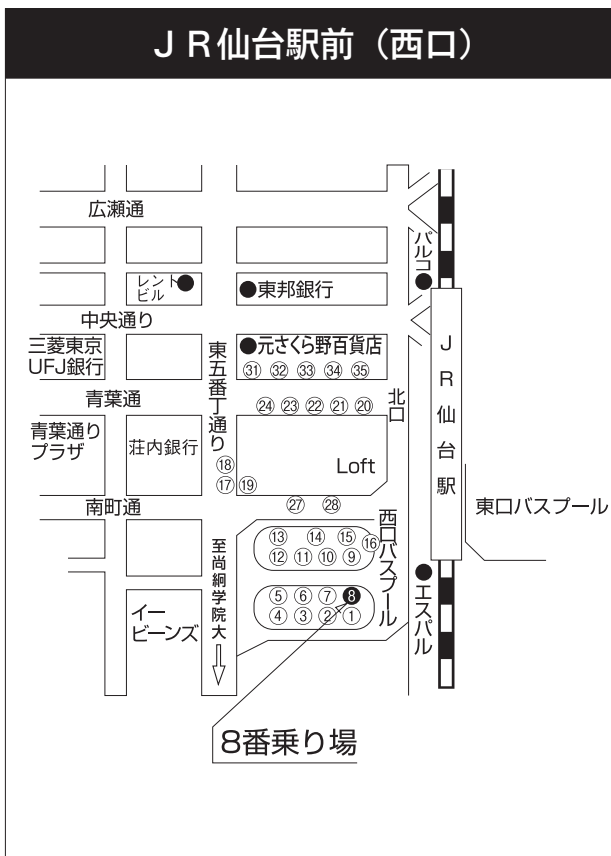 JR仙台駅前（西口）
広瀬通
パルコ
レント
ビル
東邦銀行
中央通り
三菱東京
UFJ銀行
東五番丁通り
元さくら野百貨店
㉛ ㉜ ㉝ ㉞ ㉟
JR仙台駅
青葉通
㉔ ㉓ ㉒ ㉑ ⑳
北口
青葉通り
プラザ
荘内銀行
⑱
⑰ ⑲
Loft
南町通
㉗ ㉘
東口バスプール
至尚絅学院大
⑬ ⑭ ⑮ ⑯
⑫ ⑪ ⑩ ⑨
西口バスプール
⑤ ⑥ ⑦ ❽
④ ③ ② ①
エスパル
イー
ビーンズ
8番乗り場